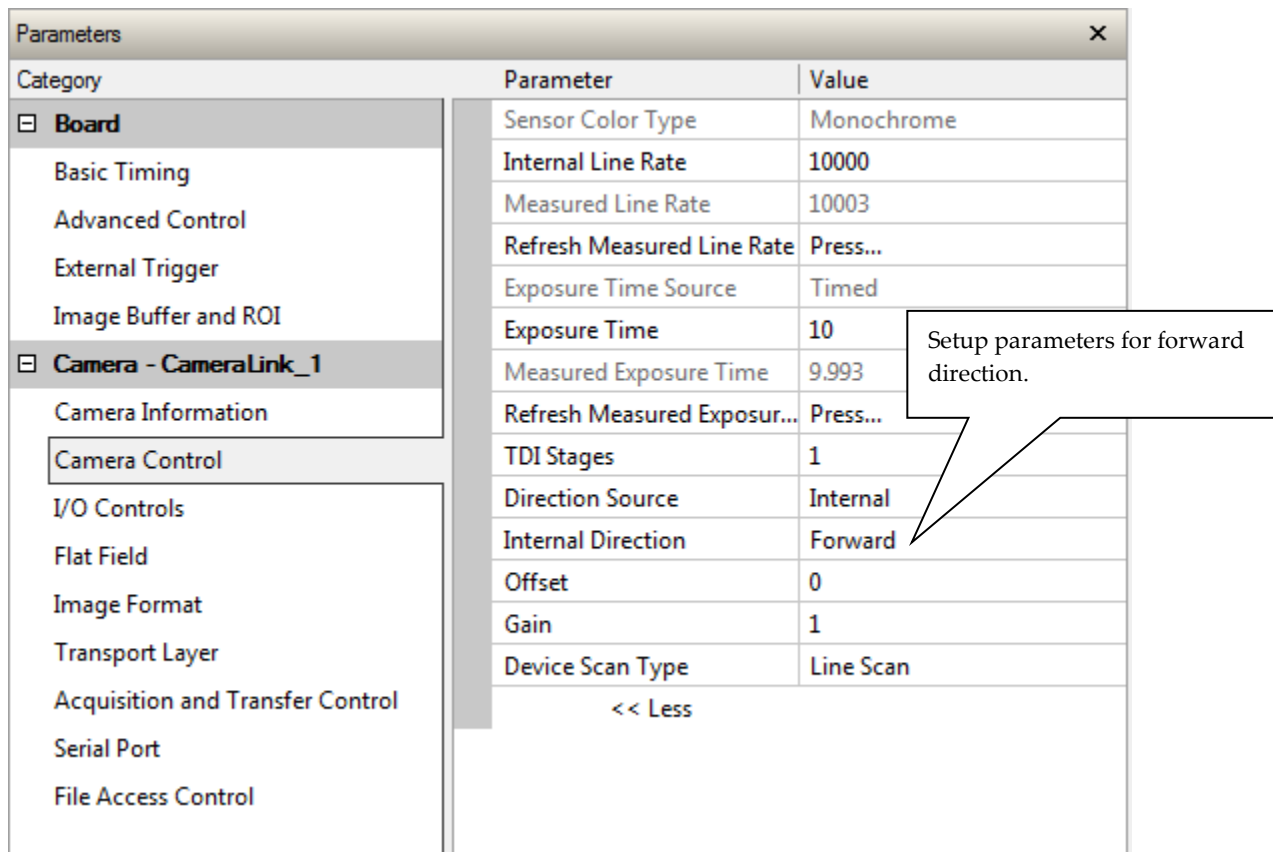 Parameters
Category
Parameter Value
Board
Basic Timing
Advanced Control
External Trigger
Image Buffer and ROI
Camera - CameraLink_1
Camera Information
Camera Control
I/O Controls
Flat Field
Image Format
Transport Layer
Acquisition and Transfer Control
Serial Port
File Access Control
Sensor Color Type Monochrome
Internal Line Rate 10000
Measured Line Rate 10003
Refresh Measured Line Rate Press...
Exposure Time Source Timed
Exposure Time 10
Measured Exposure Time 9.993
Refresh Measured Exposur... Press...
TDI Stages 1
Direction Source Internal
Internal Direction Forward
Offset 0
Gain 1
Device Scan Type Line Scan
<< Less
Setup parameters for forward
direction.